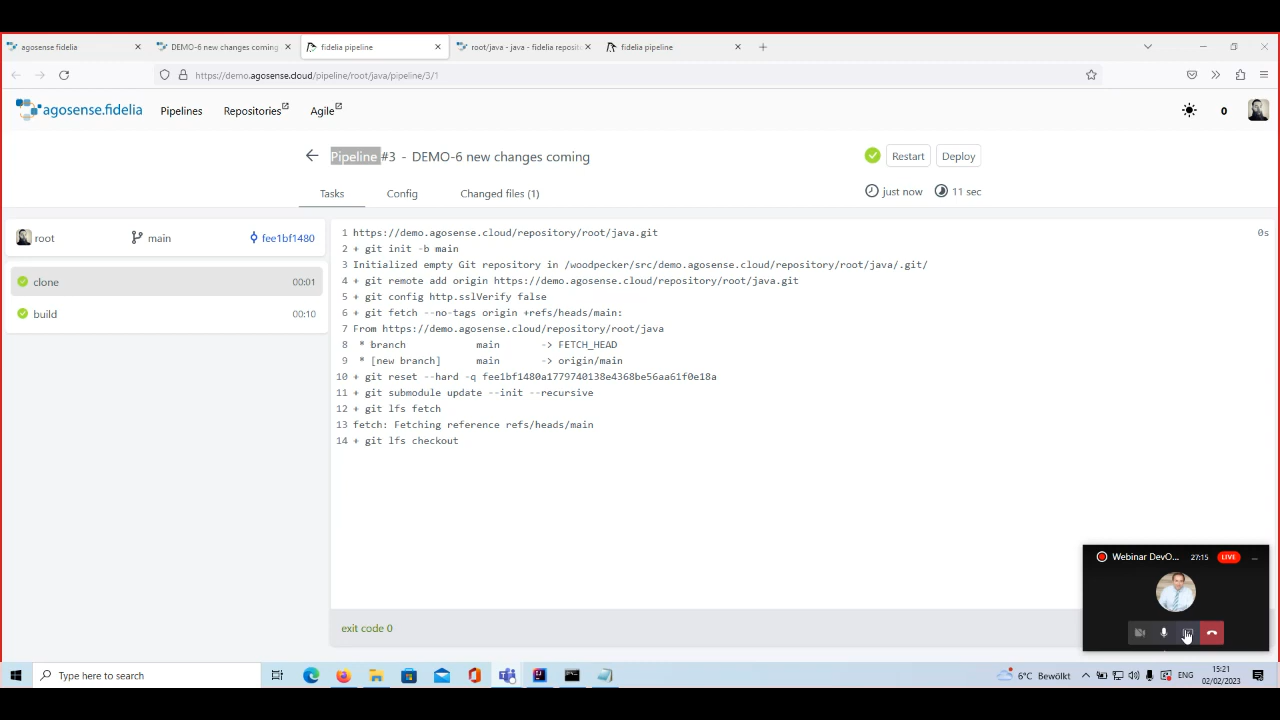 agosense fidelia
DEMO-6 new changes coming
fidelia pipeline
root/java - java - fidelia reposit
fidelia pipeline
https://demo.agosense.cloud/pipeline/root/java/pipeline/3/1
agosense.fidelia
Pipelines
Repositories
Agile
0
Pipeline #3 - DEMO-6 new changes coming
Restart
Deploy
Tasks
Config
Changed files (1)
just now
11 sec
root
main
fee1bf1480
clone
00:01
build
00:10
1 https://demo.agosense.cloud/repository/root/java.git
0s
2 + git init -b main
3 Initialized empty Git repository in /woodpecker/src/demo.agosense.cloud/repository/root/java/.git/
4 + git remote add origin https://demo.agosense.cloud/repository/root/java.git
5 + git config http.sslVerify false
6 + git fetch --no-tags origin +refs/heads/main:
7 From https://demo.agosense.cloud/repository/root/java
8 * branch main -> FETCH_HEAD
9 * [new branch] main -> origin/main
10 + git reset --hard -q fee1bf1480a1779740138e4368be56aa61f0e18a
11 + git submodule update --init --recursive
12 + git lfs fetch
13 fetch: Fetching reference refs/heads/main
14 + git lfs checkout
exit code 0
Webinar DevO...
27:15
LIVE
Type here to search
6°C Bewölkt
ENG
15:21
02/02/2023